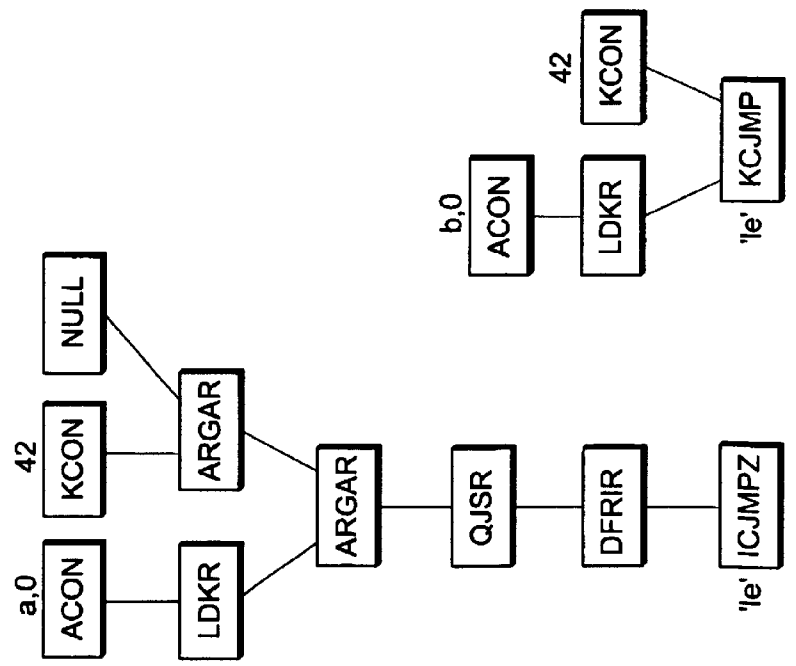 a,0
42
ACON
KCON
NULL
LDKR
ARGAR
ARGAR
QJSR
DFRIR
'le' ICJMPZ
b,0
42
ACON
KCON
LDKR
'le' KCJMP